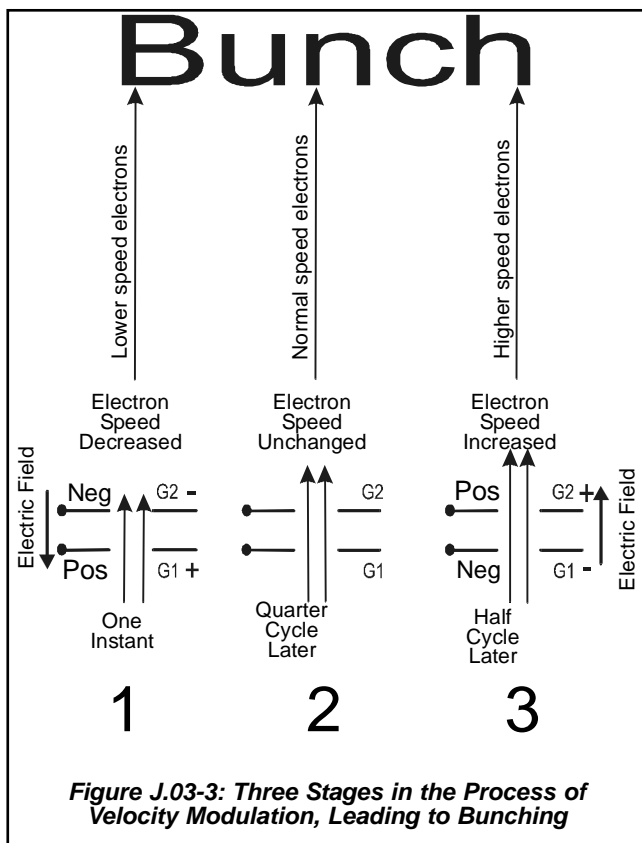 Bunch
Lower speed electrons
Normal speed electrons
Higher speed electrons
Electron
Speed
Decreased
Electron
Speed
Unchanged
Electron
Speed
Increased
Electric Field
Neg
G2 -
Pos
G1 +
G2
G1
Pos
G2 +
Neg
G1 -
Electric Field
One
Instant
Quarter
Cycle
Later
Half
Cycle
Later
1
2
3
Figure J.03-3: Three Stages in the Process of
Velocity Modulation, Leading to Bunching